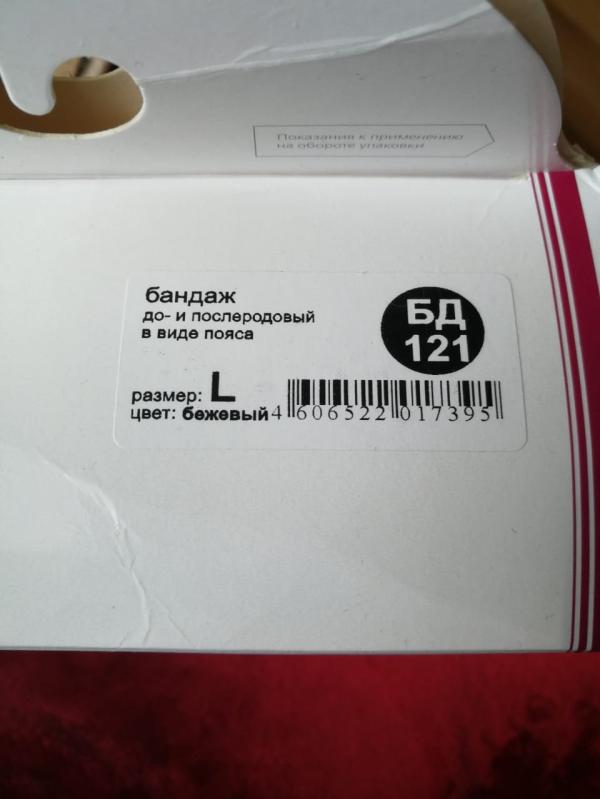 Показания к применению
на обороте упаковки
бандаж
до- и послеродовый
в виде пояса
БД
121
размер: L
цвет: бежевый
4 606522 017395